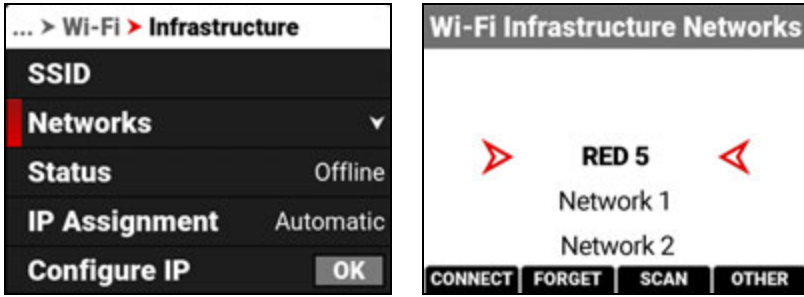 ... > Wi-Fi > Infrastructure
SSID
Networks
Status Offline
IP Assignment Automatic
Configure IP OK
Wi-Fi Infrastructure Networks
RED 5
Network 1
Network 2
CONNECT FORGET SCAN OTHER